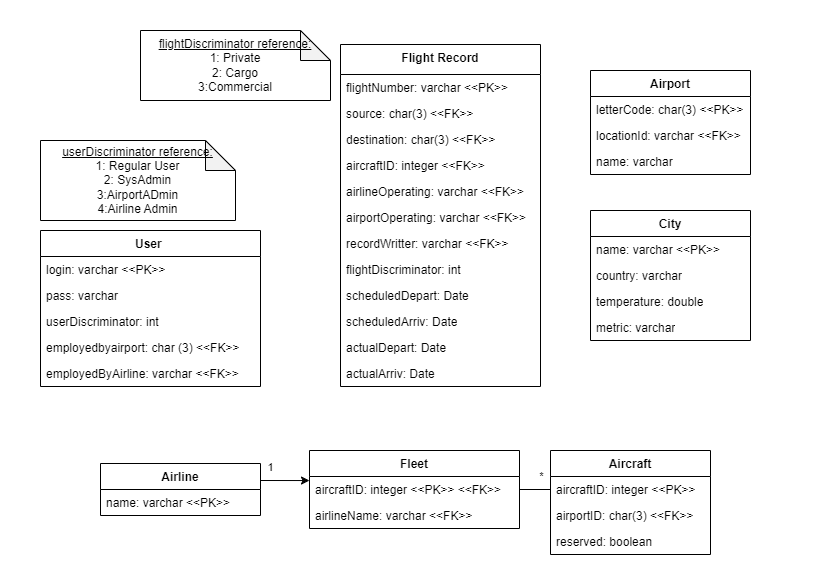 flightDiscriminator reference:
1: Private
2: Cargo
3:Commercial
Flight Record
flightNumber: varchar <<PK>>
source: char(3) <<FK>>
destination: char(3) <<FK>>
aircraftID: integer <<FK>>
airlineOperating: varchar <<FK>>
airportOperating: varchar <<FK>>
recordWritter: varchar <<FK>>
flightDiscriminator: int
scheduledDepart: Date
scheduledArriv: Date
actualDepart: Date
actualArriv: Date
Airport
letterCode: char(3) <<PK>>
locationId: varchar <<FK>>
name: varchar
userDiscriminator reference:
1: Regular User
2: SysAdmin
3:AirportADmin
4:Airline Admin
User
login: varchar <<PK>>
pass: varchar
userDiscriminator: int
employedbyairport: char (3) <<FK>>
employedByAirline: varchar <<FK>>
City
name: varchar <<PK>>
country: varchar
temperature: double
metric: varchar
Airline
name: varchar <<PK>>
1
Fleet
aircraftID: integer <<PK>> <<FK>>
airlineName: varchar <<FK>>
*
Aircraft
aircraftID: integer <<PK>>
airportID: char(3) <<FK>>
reserved: boolean